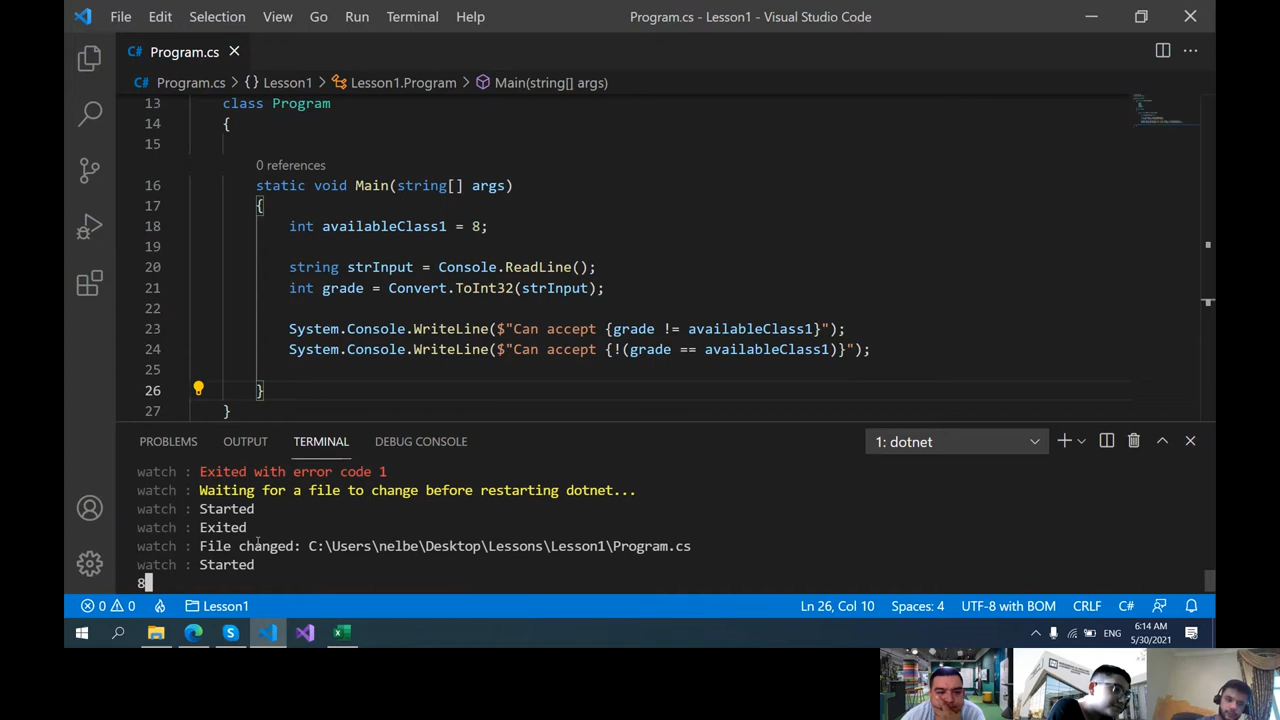 File Edit Selection View Go Run Terminal Help Program.cs - Lesson1 - Visual Studio Code
C# Program.cs
C# Program.cs > {} Lesson1 > Lesson1.Program > Main(string[] args)
13 class Program
14 {
15
0 references
16 static void Main(string[] args)
17 {
18 int availableClass1 = 8;
19
20 string strInput = Console.ReadLine();
21 int grade = Convert.ToInt32(strInput);
22
23 System.Console.WriteLine($"Can accept {grade != availableClass1}");
24 System.Console.WriteLine($"Can accept {!(grade == availableClass1)}");
25
26 }
27 }
PROBLEMS OUTPUT TERMINAL DEBUG CONSOLE 1: dotnet
watch : Exited with error code 1
watch : Waiting for a file to change before restarting dotnet...
watch : Started
watch : Exited
watch : File changed: C:\Users\nelbe\Desktop\Lessons\Lesson1\Program.cs
watch : Started
8
0 0 Lesson1 Ln 26, Col 10 Spaces: 4 UTF-8 with BOM CRLF C#
ENG 6:14 AM
5/30/2021